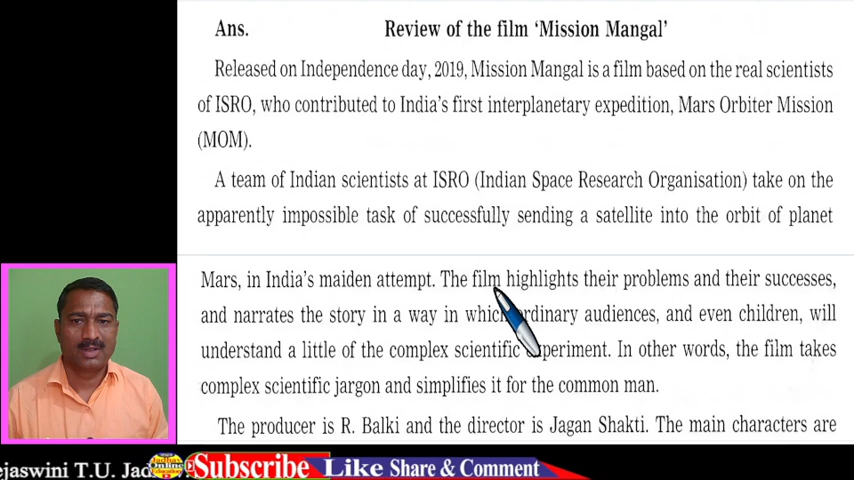 Ans. Review of the film ‘Mission Mangal’
Released on Independence day, 2019, Mission Mangal is a film based on the real scientists
of ISRO, who contributed to India’s first interplanetary expedition, Mars Orbiter Mission
(MOM).
A team of Indian scientists at ISRO (Indian Space Research Organisation) take on the
apparently impossible task of successfully sending a satellite into the orbit of planet
Mars, in India’s maiden attempt. The film highlights their problems and their successes,
and narrates the story in a way in which ordinary audiences, and even children, will
understand a little of the complex scientific experiment. In other words, the film takes
complex scientific jargon and simplifies it for the common man.
The producer is R. Balki and the director is Jagan Shakti. The main characters are
ejaswini T.U. Jad
Subscribe Like Share & Comment